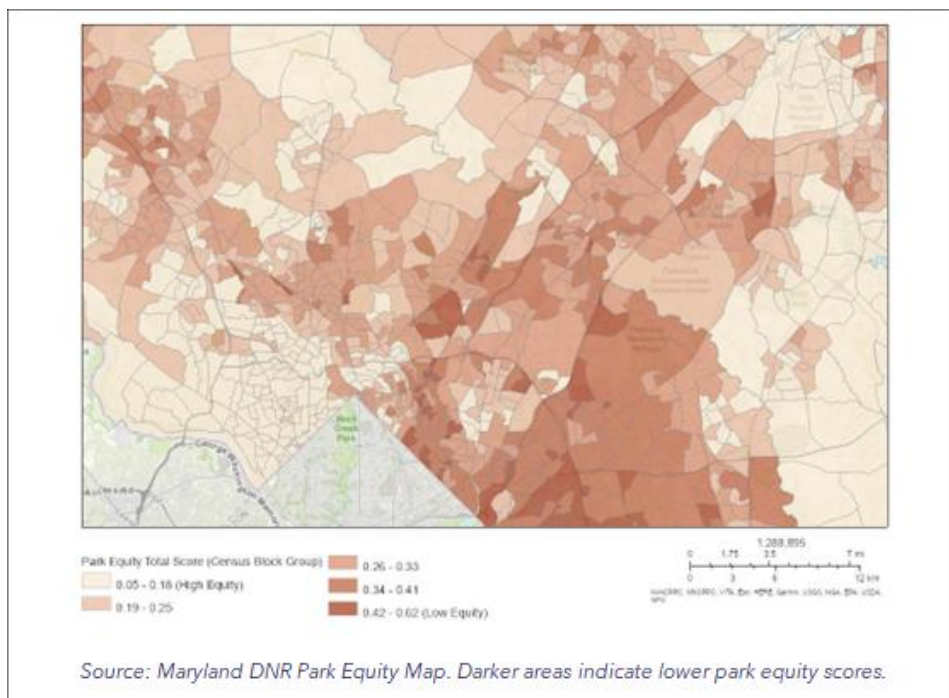 Rock
Creek
Park
George Washington Memor
Park Equity Total Score (Census Block Group)
0.05 - 0.18 (High Equity)
0.19 - 0.25
0.26 - 0.33
0.34 - 0.41
0.42 - 0.62 (Low Equity)
1:288,895
0 1.75 3.5 7 mi
0 3 6 12 km
Source: Maryland DNR Park Equity Map. Darker areas indicate lower park equity scores.